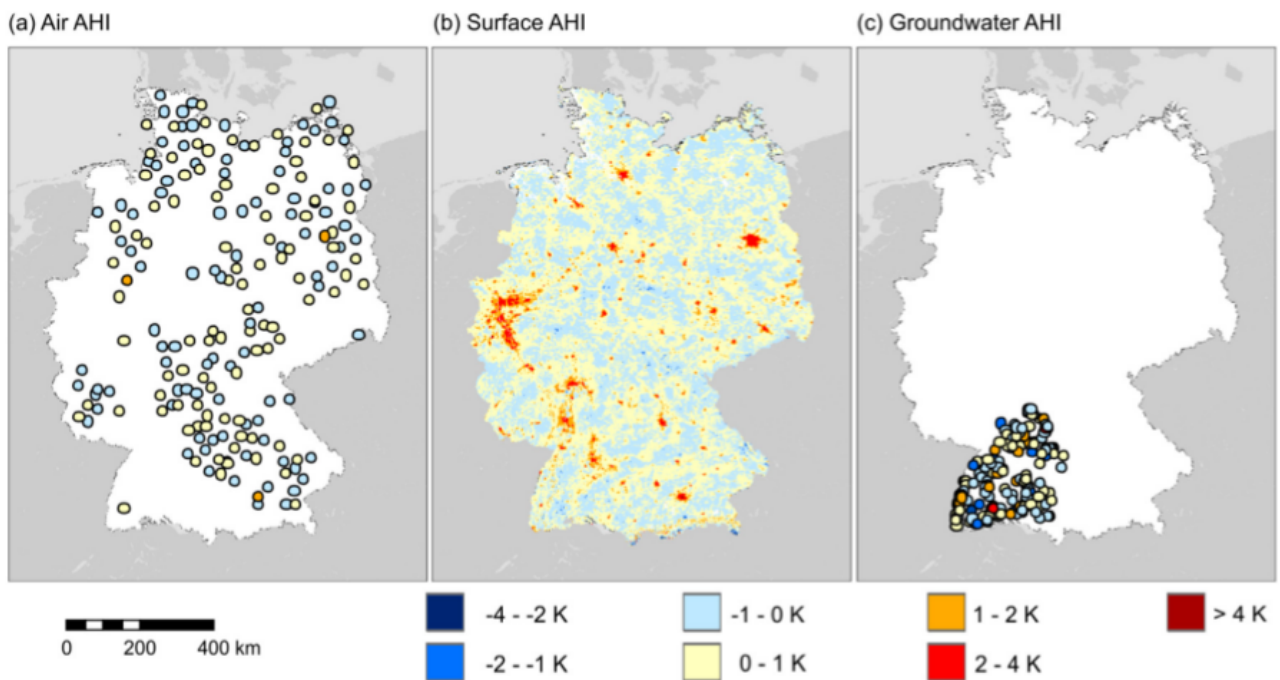 (a) Air AHI
(b) Surface AHI
(c) Groundwater AHI
0 200 400 km
-4 - -2 K
-1 - 0 K
1 - 2 K
> 4 K
-2 - -1 K
0 - 1 K
2 - 4 K